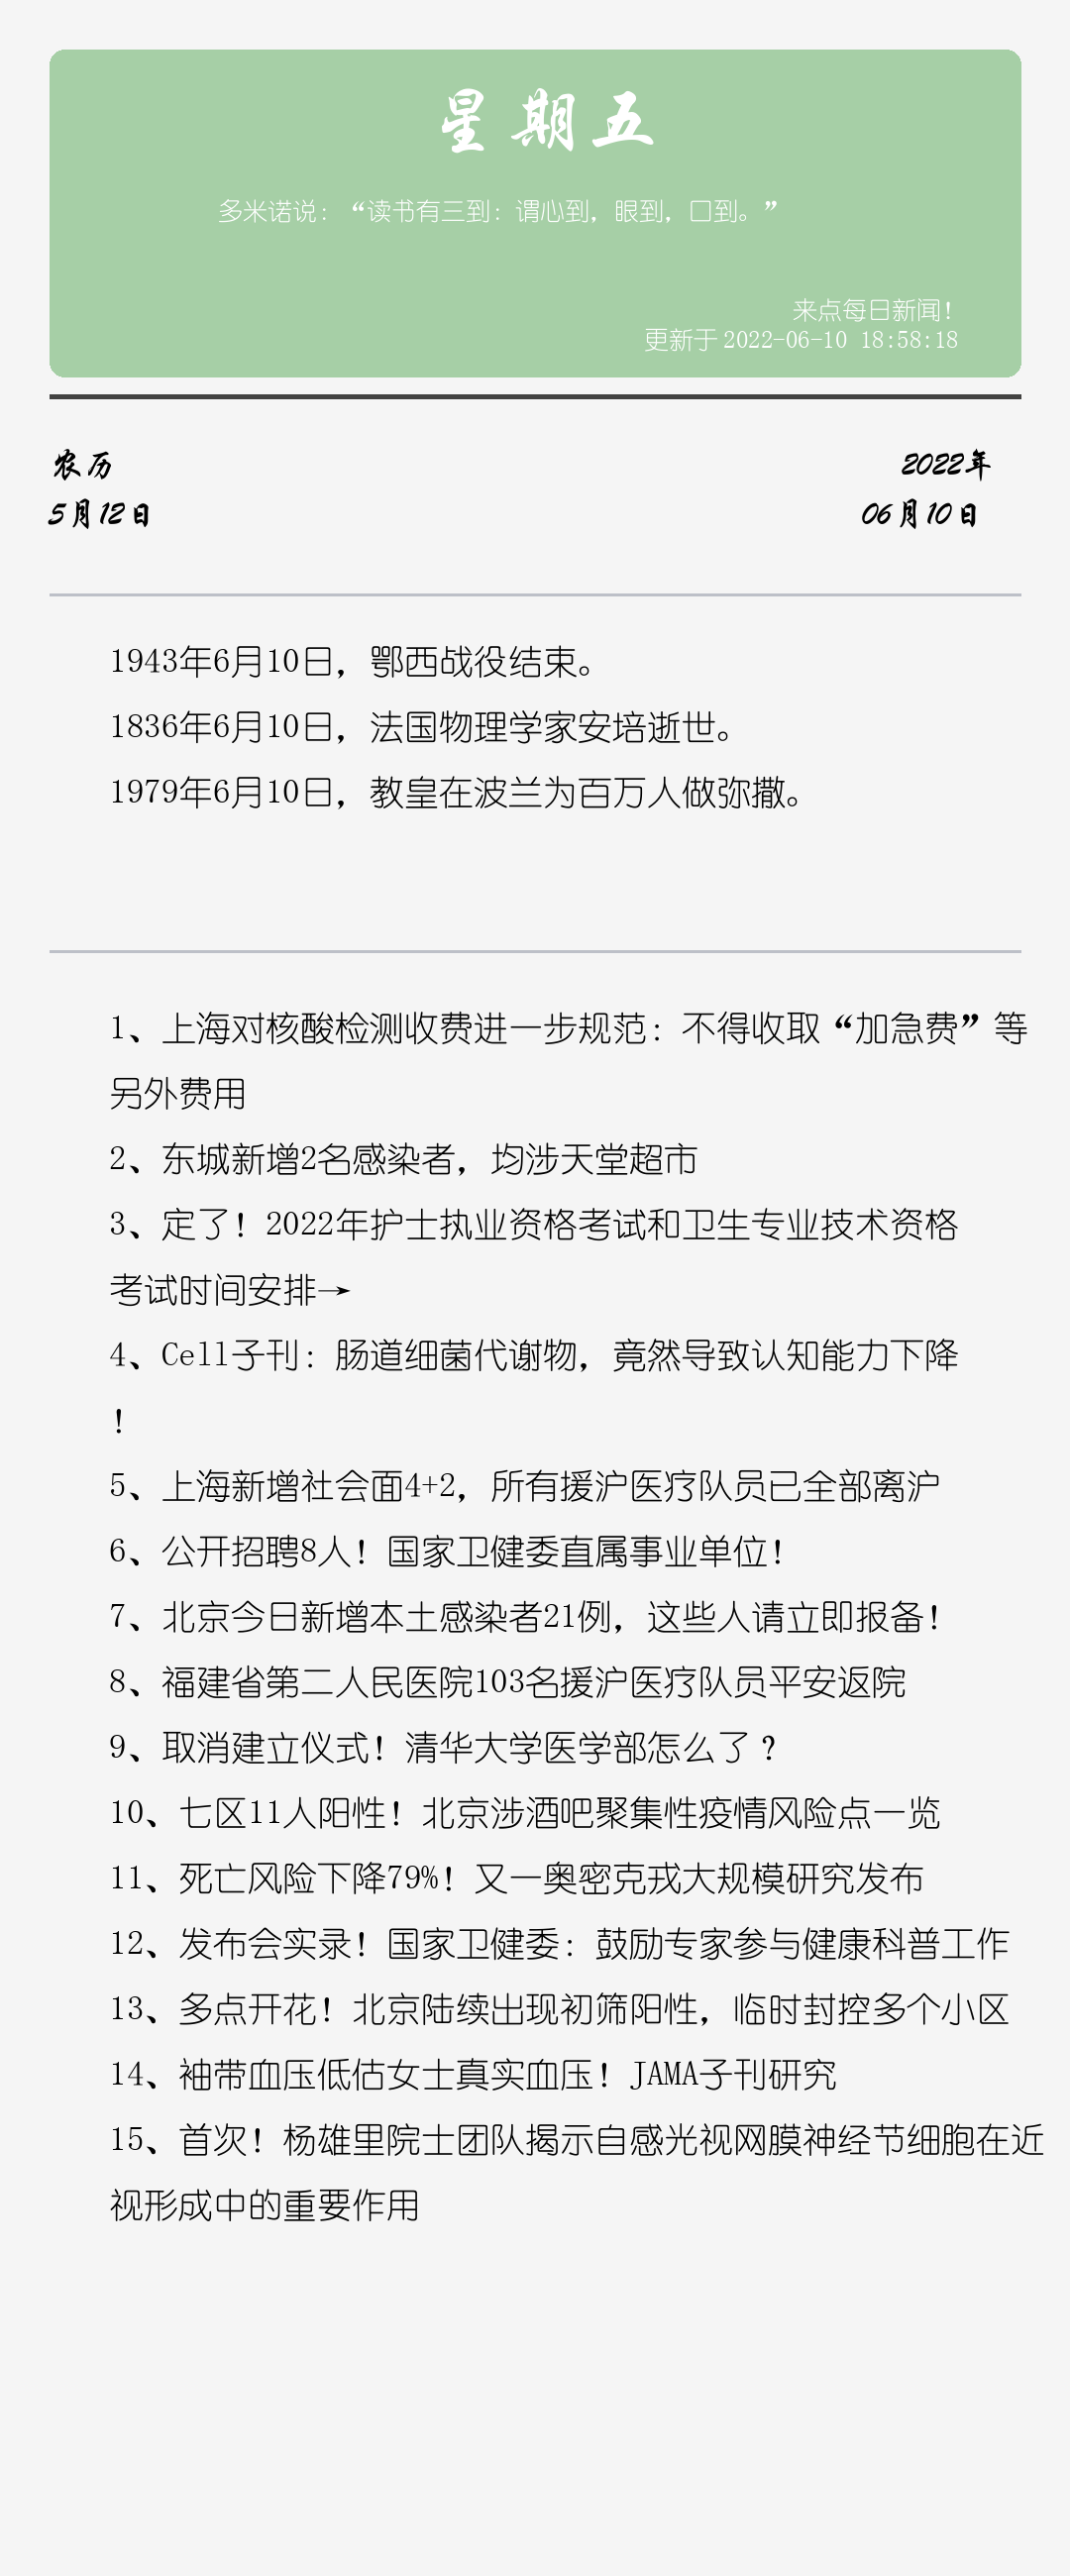 星期五
多米诺说：“读书有三到：谓心到，眼到，口到。”
来点每日新闻！
更新于 2022-06-10 18:58:18
农历
2022年
5月12日
06月10日
1943年6月10日，鄂西战役结束。
1836年6月10日，法国物理学家安培逝世。
1979年6月10日，教皇在波兰为百万人做弥撒。
1、上海对核酸检测收费进一步规范：不得收取“加急费”等
另外费用
2、东城新增2名感染者，均涉天堂超市
3、定了！2022年护士执业资格考试和卫生专业技术资格
考试时间安排→
4、Cell子刊：肠道细菌代谢物，竟然导致认知能力下降
！
5、上海新增社会面4+2，所有援沪医疗队员已全部离沪
6、公开招聘8人！国家卫健委直属事业单位！
7、北京今日新增本土感染者21例，这些人请立即报备！
8、福建省第二人民医院103名援沪医疗队员平安返院
9、取消建立仪式！清华大学医学部怎么了？
10、七区11人阳性！北京涉酒吧聚集性疫情风险点一览
11、死亡风险下降79%！又一奥密克戎大规模研究发布
12、发布会实录！国家卫健委：鼓励专家参与健康科普工作
13、多点开花！北京陆续出现初筛阳性，临时封控多个小区
14、袖带血压低估女士真实血压！JAMA子刊研究
15、首次！杨雄里院士团队揭示自感光视网膜神经节细胞在近
视形成中的重要作用